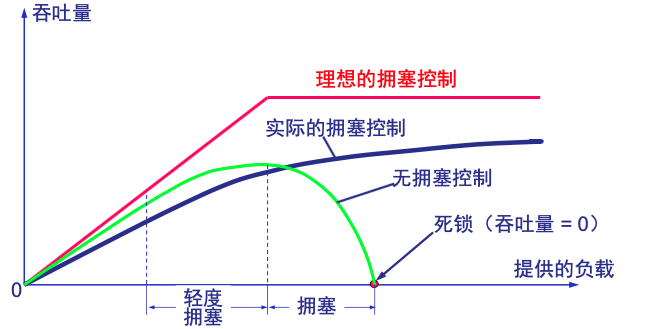 吞吐量
理想的拥塞控制
实际的拥塞控制
无拥塞控制
死锁（吞吐量 = 0）
提供的负载
0
轻度
拥塞
拥塞